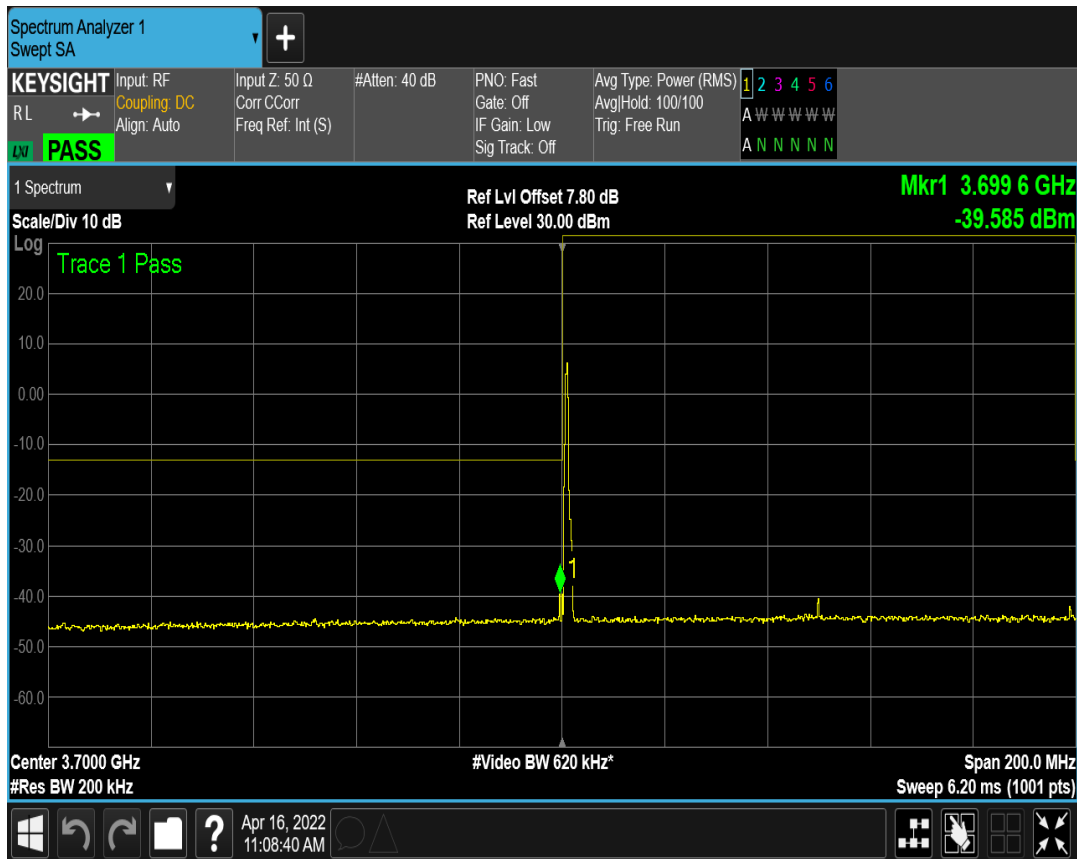 Spectrum Analyzer 1
Swept SA
+
KEYSIGHT Input: RF Input Z: 50 Ω #Atten: 40 dB PNO: Fast Avg Type: Power (RMS) 1 2 3 4 5 6
RL Coupling: DC Corr CCorr Gate: Off Avg|Hold: 100/100 A W W W W W
Align: Auto Freq Ref: Int (S) IF Gain: Low Trig: Free Run
LXI PASS Sig Track: Off A N N N N N
1 Spectrum Ref Lvl Offset 7.80 dB Mkr1 3.699 6 GHz
Scale/Div 10 dB Ref Level 30.00 dBm -39.585 dBm
Log
Trace 1 Pass
20.0
10.0
0.00
-10.0
-20.0
-30.0
1
-40.0
-50.0
-60.0
Center 3.7000 GHz #Video BW 620 kHz* Span 200.0 MHz
#Res BW 200 kHz Sweep 6.20 ms (1001 pts)
? Apr 16, 2022
11:08:40 AM